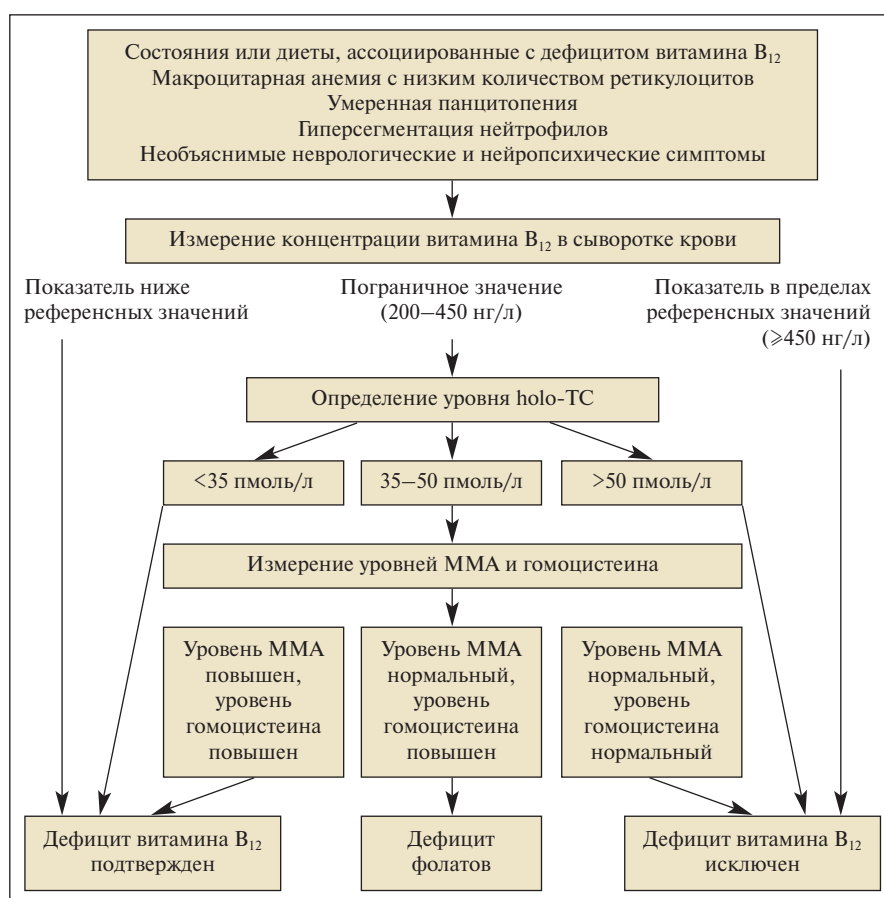 Состояния или диеты, ассоциированные с дефицитом витамина B₁₂
Макроцитарная анемия с низким количеством ретикулоцитов
Умеренная панцитопения
Гиперсегментация нейтрофилов
Необъяснимые неврологические и нейропсихические симптомы
Измерение концентрации витамина B₁₂ в сыворотке крови
Показатель ниже
референсных значений
Пограничное значение
(200–450 нг/л)
Показатель в пределах
референсных значений
(⩾450 нг/л)
Определение уровня holo-TC
<35 пмоль/л
35–50 пмоль/л
>50 пмоль/л
Измерение уровней ММА и гомоцистеина
Уровень ММА
повышен,
уровень
гомоцистеина
повышен
Уровень ММА
нормальный,
уровень
гомоцистеина
повышен
Уровень ММА
нормальный,
уровень
гомоцистеина
нормальный
Дефицит витамина B₁₂
подтвержден
Дефицит
фолатов
Дефицит витамина B₁₂
исключен